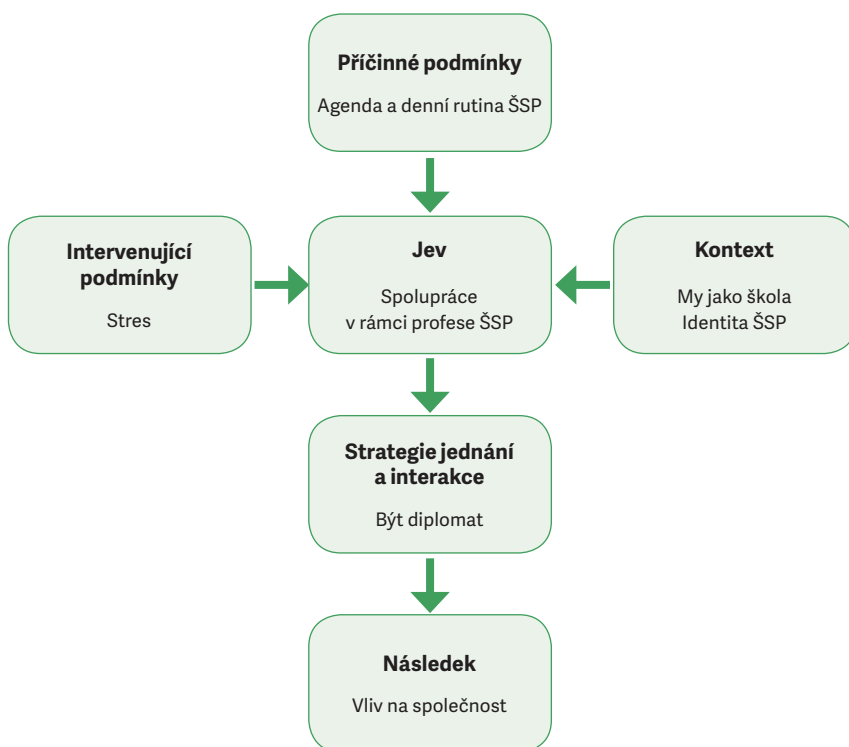 Příčinné podmínky
Agenda a denní rutina ŠSP
Intervenující
podmínky
Stres
Jev
Spolupráce
v rámci profese ŠSP
Kontext
My jako škola
Identita ŠSP
Strategie jednání
a interakce
Být diplomat
Následek
Vliv na společnost